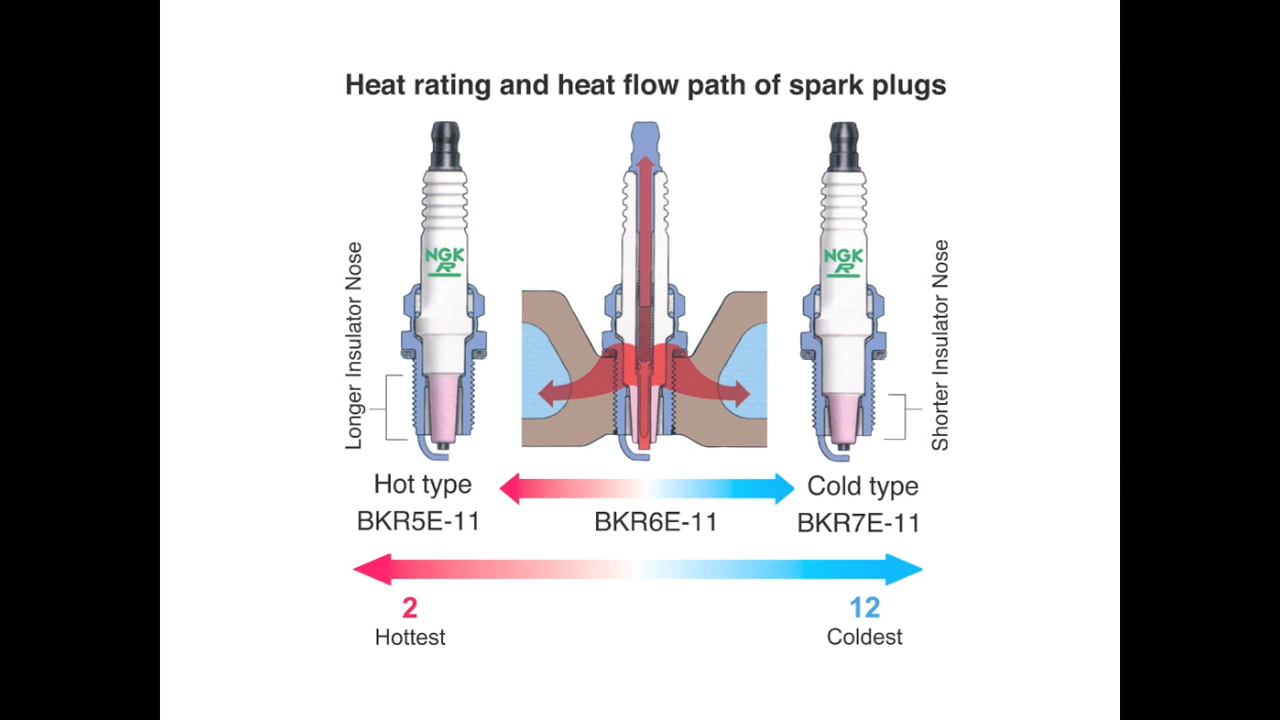 Heat rating and heat flow path of spark plugs
NGK
R
NGK
R
Longer Insulator Nose
Shorter Insulator Nose
Hot type
Cold type
BKR5E-11
BKR6E-11
BKR7E-11
2
12
Hottest
Coldest